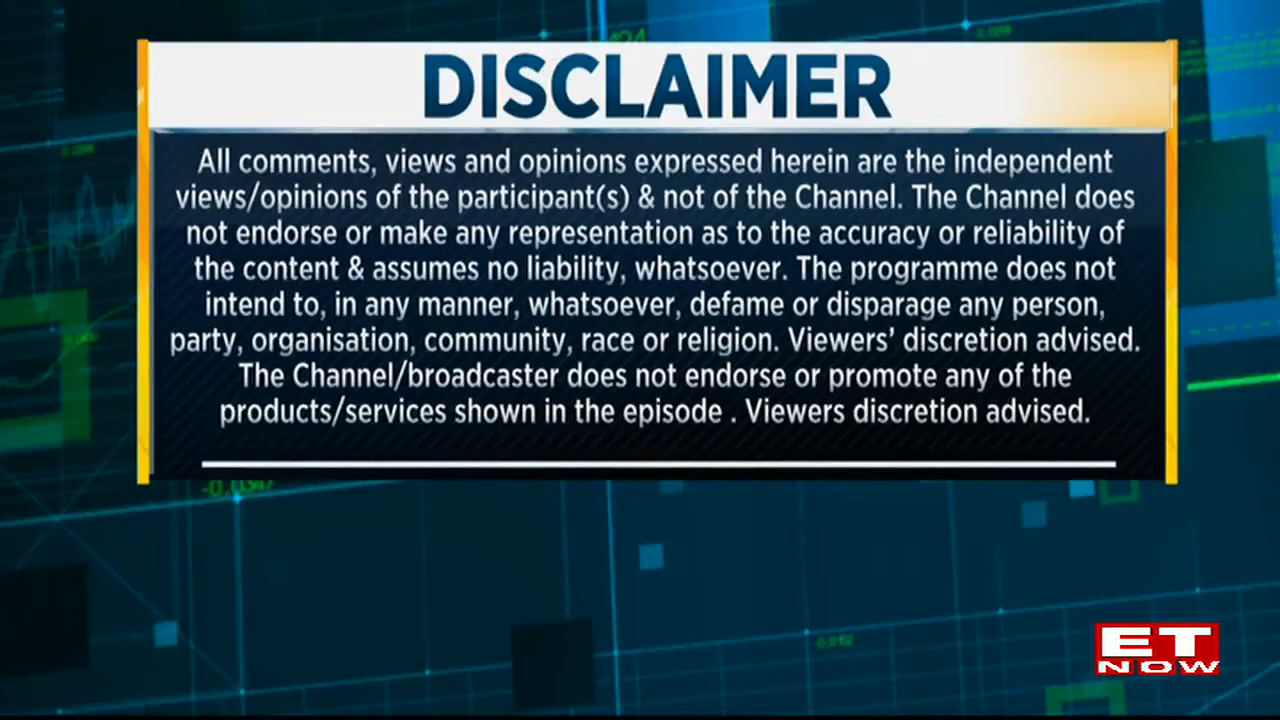 DISCLAIMER
All comments, views and opinions expressed herein are the independent
views/opinions of the participant(s) & not of the Channel. The Channel does
not endorse or make any representation as to the accuracy or reliability of
the content & assumes no liability, whatsoever. The programme does not
intend to, in any manner, whatsoever, defame or disparage any person,
party, organisation, community, race or religion. Viewers’ discretion advised.
The Channel/broadcaster does not endorse or promote any of the
products/services shown in the episode . Viewers discretion advised.
ET
NOW